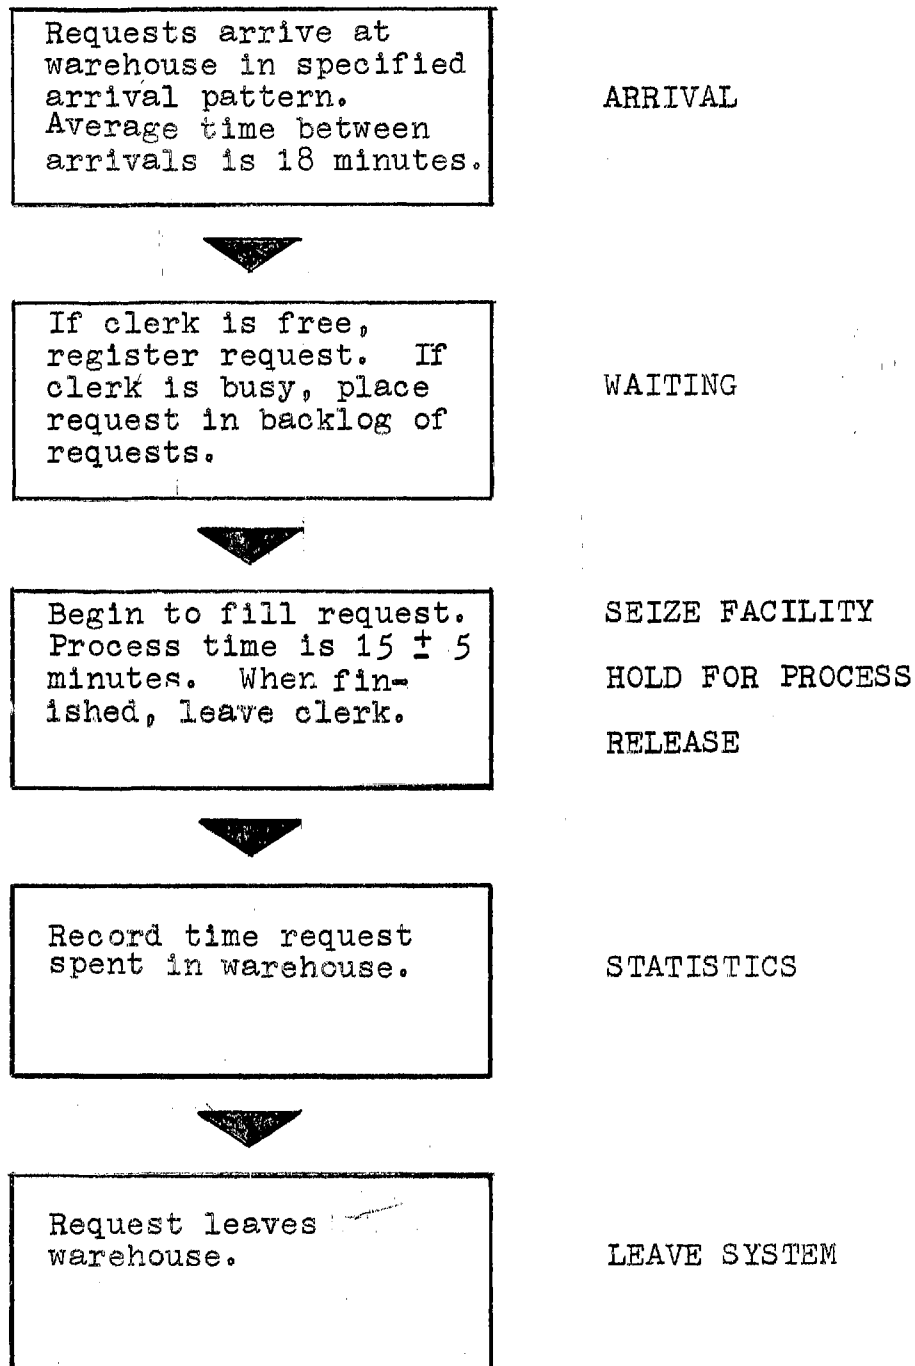 Requests arrive at
warehouse in specified
arrival pattern.
Average time between
arrivals is 18 minutes.
ARRIVAL
If clerk is free,
register request. If
clerk is busy, place
request in backlog of
requests.
WAITING
Begin to fill request.
Process time is 15 ± 5
minutes. When fin-
ished, leave clerk.
SEIZE FACILITY
HOLD FOR PROCESS
RELEASE
Record time request
spent in warehouse.
STATISTICS
Request leaves
warehouse.
LEAVE SYSTEM